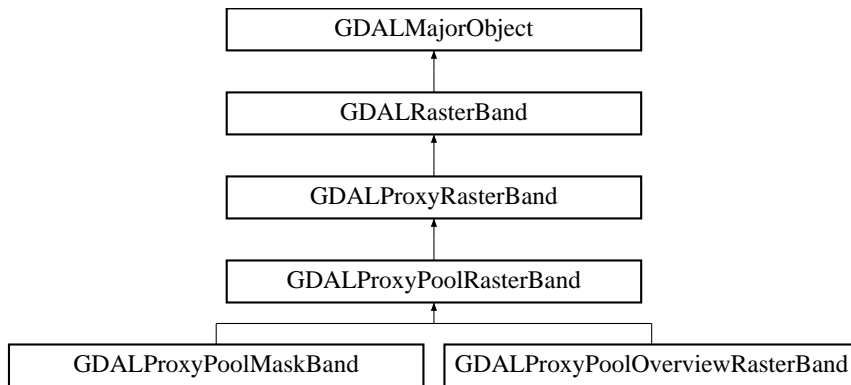 GDALMajorObject
GDALRasterBand
GDALProxyRasterBand
GDALProxyPoolRasterBand
GDALProxyPoolMaskBand
GDALProxyPoolOverviewRasterBand